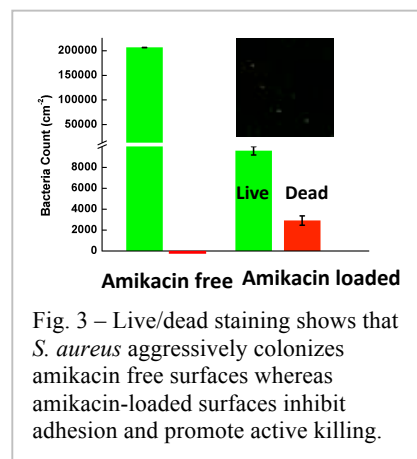 200000
150000
100000
50000
8000
6000
4000
2000
0
Bacteria Count (cm-2)
Live Dead
Amikacin free Amikacin loaded
Fig. 3 – Live/dead staining shows that
S. aureus aggressively colonizes
amikacin free surfaces whereas
amikacin-loaded surfaces inhibit
adhesion and promote active killing.